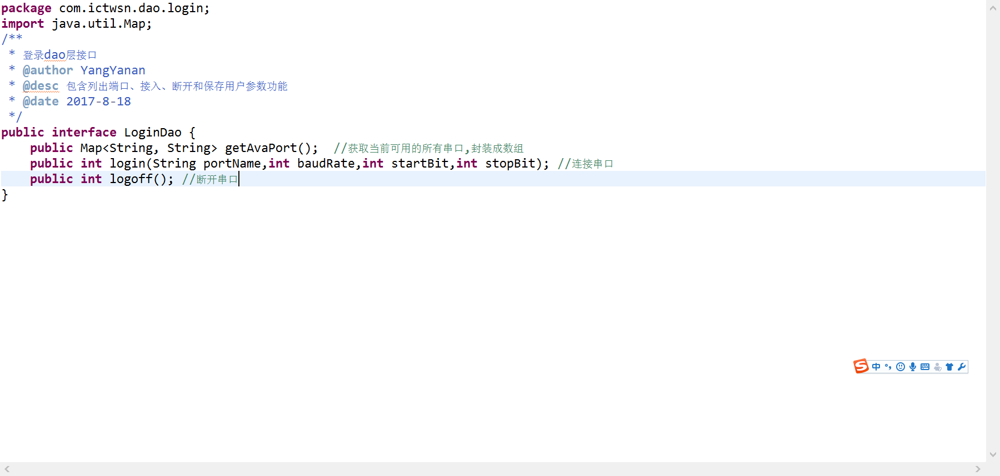 package com.ictwsn.dao.login;
import java.util.Map;
/**
 * 登录dao层接口
 * @author YangYanan
 * @desc 包含列出端口、接入、断开和保存用户参数功能
 * @date 2017-8-18
 */
public interface LoginDao {
    public Map<String, String> getAvaPort();  //获取当前可用的所有串口,封装成数组
    public int login(String portName,int baudRate,int startBit,int stopBit); //连接串口
    public int logoff(); //断开串口
}
S 中